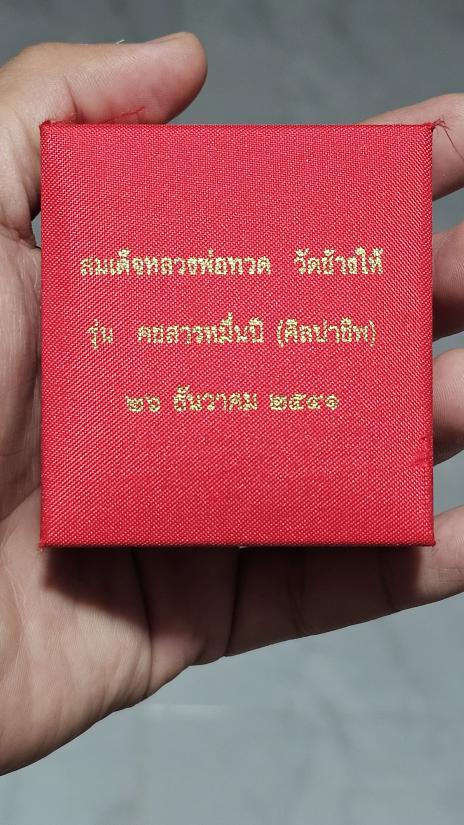 สมเด็จหลวงพ่อทวด วัดช้างให้
รุ่น คชสารหมื่นปี (ศิลปาชีพ)
๒๖ ธันวาคม ๒๕๔๑